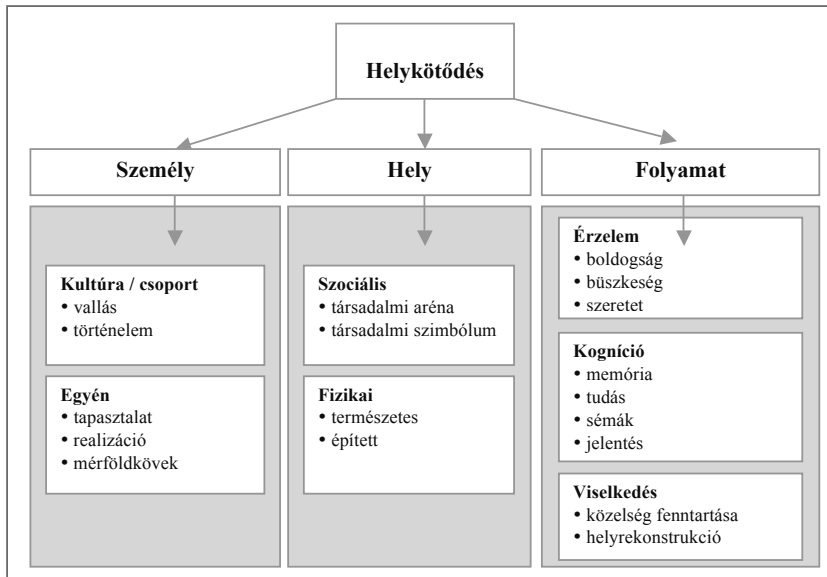 Helykötődés
Személy
Kultúra / csoport
• vallás
• történelem
Egyén
• tapasztalat
• realizáció
• mérföldkövek
Hely
Szociális
• társadalmi aréna
• társadalmi szimbólum
Fizikai
• természetes
• épített
Folyamat
Érzelem
• boldogság
• büszkeség
• szeretet
Kogníció
• memória
• tudás
• sémák
• jelentés
Viselkedés
• közelség fenntartása
• helyrekonstrukció